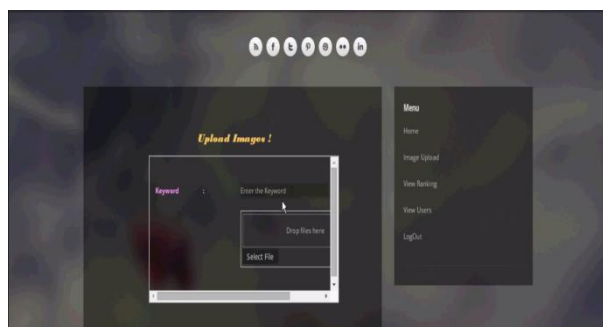 Upload Images !
Keyword :
Enter the Keyword
Drop files here
Select File
Menu
Home
Image Upload
View Ranking
View Users
LogOut